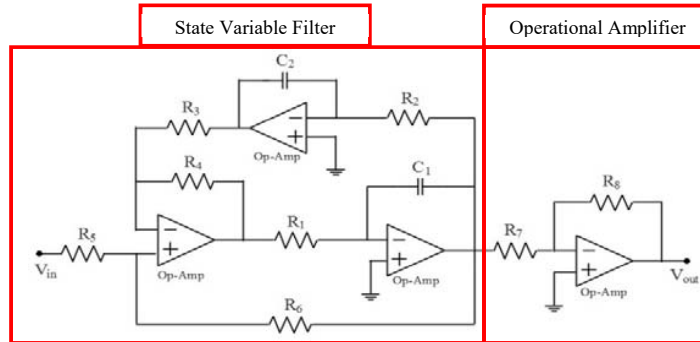 State Variable Filter
Operational Amplifier
C₂
R₃
R₂
Op-Amp
R₄
C₁
R₈
R₅
R₁
R₇
Vin
Op-Amp
Op-Amp
Op-Amp
Vout
R₆